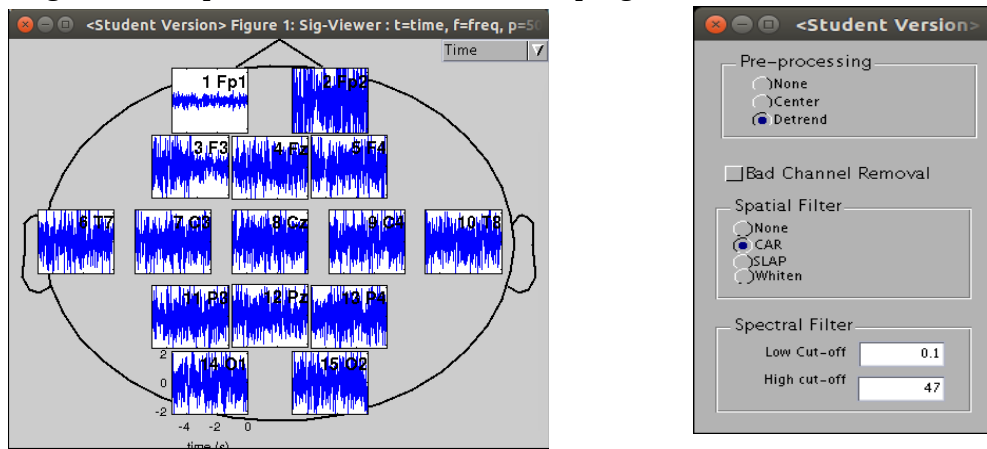 <Student Version> Figure 1: Sig-Viewer : t=time, f=freq, p=50
Time
1 Fp1
2 Fp2
3 F3
4 Fz
5 F4
6 T7
7 C3
8 Cz
9 C4
10 T8
11 P3
12 Pz
13 P4
14 O1
15 O2
2
0
-2
-4 -2 0
time (s)
<Student Version>
Pre-processing
None
Center
Detrend
Bad Channel Removal
Spatial Filter
None
CAR
SLAP
Whiten
Spectral Filter
Low Cut-off 0.1
High cut-off 47